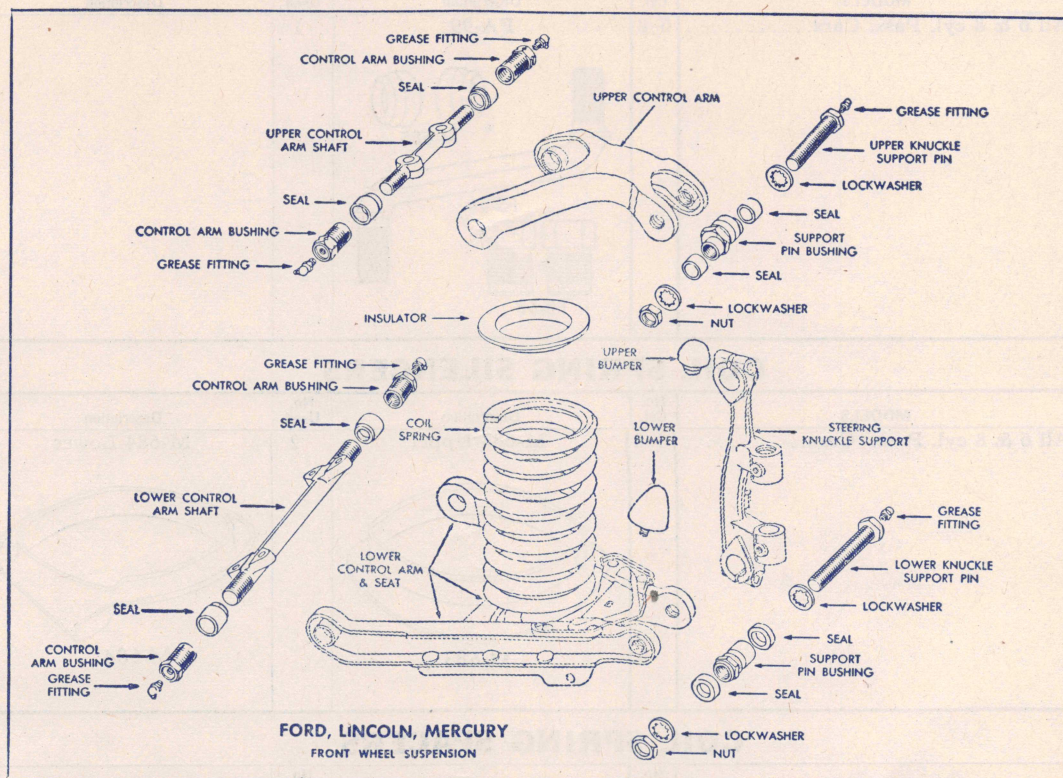 GREASE FITTING
CONTROL ARM BUSHING
SEAL
UPPER CONTROL
ARM SHAFT
SEAL
CONTROL ARM BUSHING
GREASE FITTING
UPPER CONTROL ARM
GREASE FITTING
UPPER KNUCKLE
SUPPORT PIN
LOCKWASHER
SEAL
SUPPORT
PIN BUSHING
SEAL
LOCKWASHER
NUT
INSULATOR
UPPER
BUMPER
GREASE FITTING
CONTROL ARM BUSHING
SEAL
COIL
SPRING
LOWER
BUMPER
STEERING
KNUCKLE SUPPORT
LOWER CONTROL
ARM SHAFT
LOWER
CONTROL ARM
& SEAT
GREASE
FITTING
LOWER KNUCKLE
SUPPORT PIN
LOCKWASHER
SEAL
CONTROL
ARM BUSHING
GREASE
FITTING
SEAL
SUPPORT
PIN BUSHING
SEAL
LOCKWASHER
NUT
FORD, LINCOLN, MERCURY
FRONT WHEEL SUSPENSION